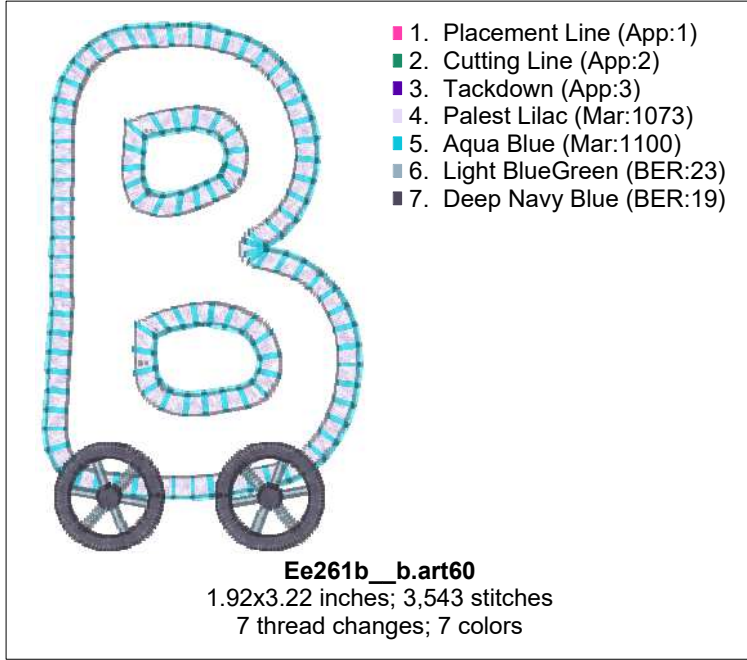 1. Placement Line (App:1)
2. Cutting Line (App:2)
3. Tackdown (App:3)
4. Palest Lilac (Mar:1073)
5. Aqua Blue (Mar:1100)
6. Light BlueGreen (BER:23)
7. Deep Navy Blue (BER:19)
Ee261b__b.art60
1.92x3.22 inches; 3,543 stitches
7 thread changes; 7 colors